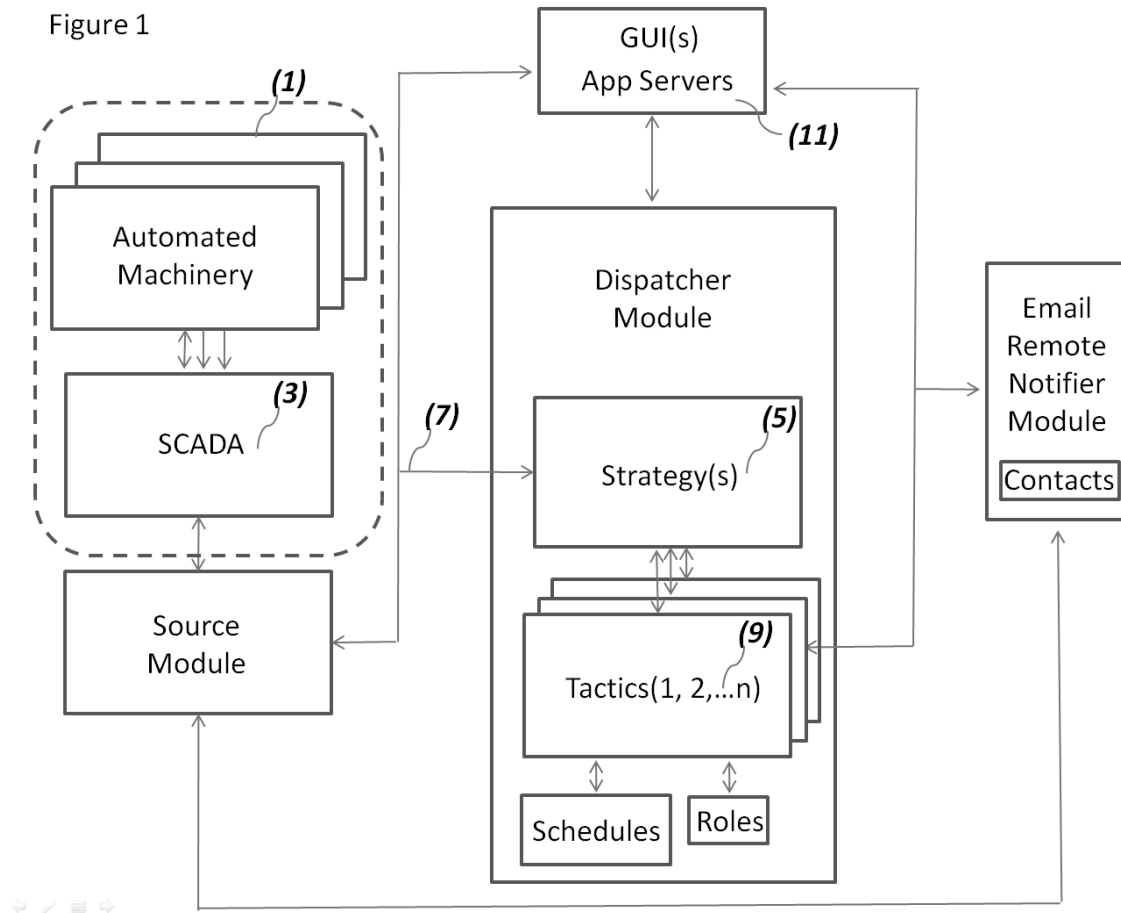 Figure 1
(1)
Automated
Machinery
(3)
SCADA
Source
Module
(7)
GUI(s)
App Servers
(11)
Dispatcher
Module
(5)
Strategy(s)
(9)
Tactics(1, 2,...n)
Schedules
Roles
Email
Remote
Notifier
Module
Contacts